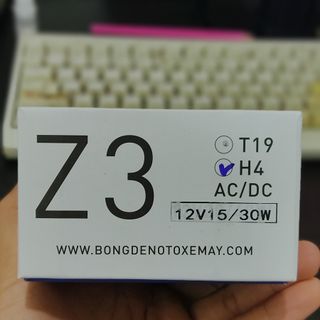 Z3
T19
H4
AC/DC
12V15/30W
WWW.BONGDENOTOXEMAY.COM